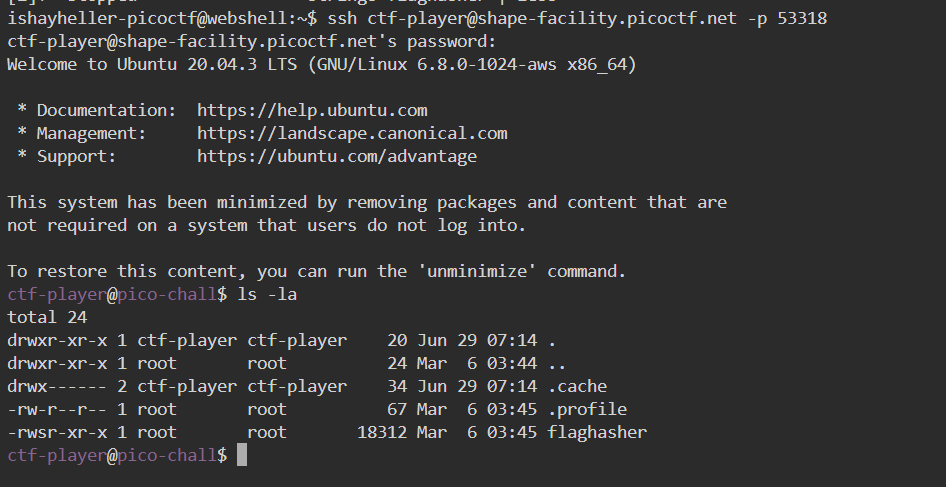 ishayheller-picoctf@webshell:~$ ssh ctf-player@shape-facility.picoctf.net -p 53318
ctf-player@shape-facility.picoctf.net's password:
Welcome to Ubuntu 20.04.3 LTS (GNU/Linux 6.8.0-1024-aws x86_64)

 * Documentation:  https://help.ubuntu.com
 * Management:     https://landscape.canonical.com
 * Support:        https://ubuntu.com/advantage

This system has been minimized by removing packages and content that are
not required on a system that users do not log into.

To restore this content, you can run the 'unminimize' command.
ctf-player@pico-chall$ ls -la
total 24
drwxr-xr-x 1 ctf-player ctf-player    20 Jun 29 07:14 .
drwxr-xr-x 1 root       root          24 Mar  6 03:44 ..
drwx------ 2 ctf-player ctf-player    34 Jun 29 07:14 .cache
-rw-r--r-- 1 root       root          67 Mar  6 03:45 .profile
-rwsr-xr-x 1 root       root       18312 Mar  6 03:45 flaghasher
ctf-player@pico-chall$